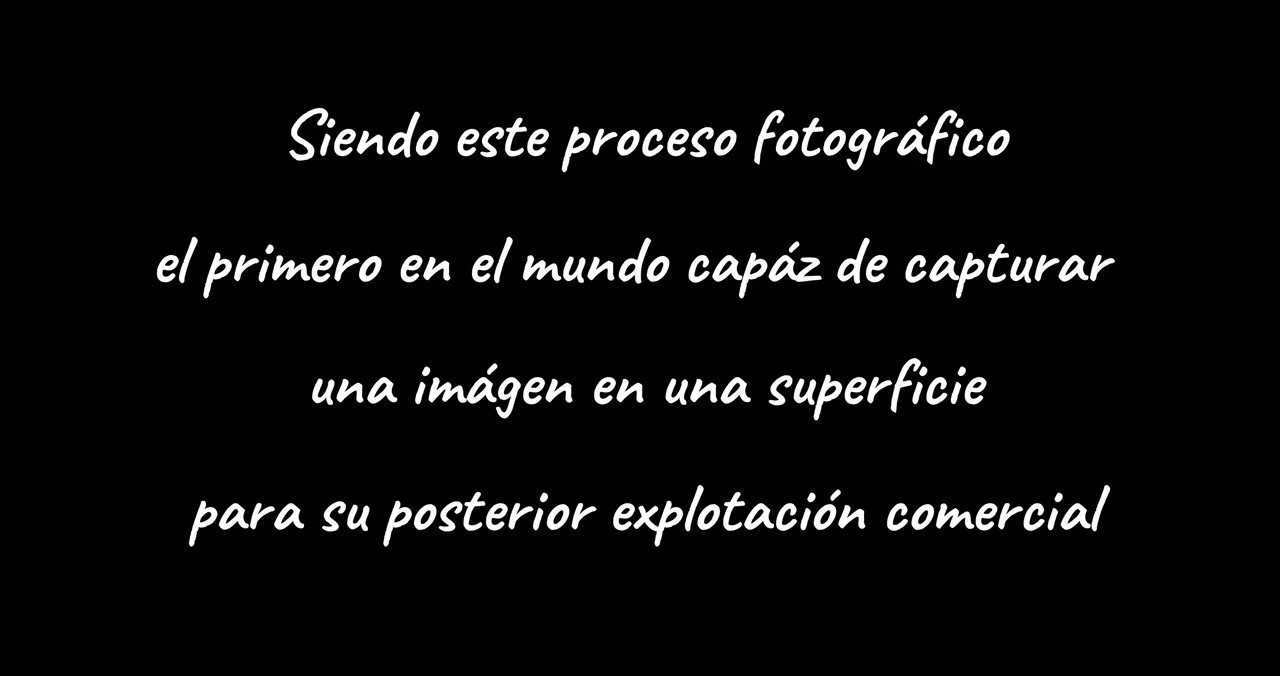 Siendo este proceso fotográfico
el primero en el mundo capáz de capturar
una imágen en una superficie
para su posterior explotación comercial